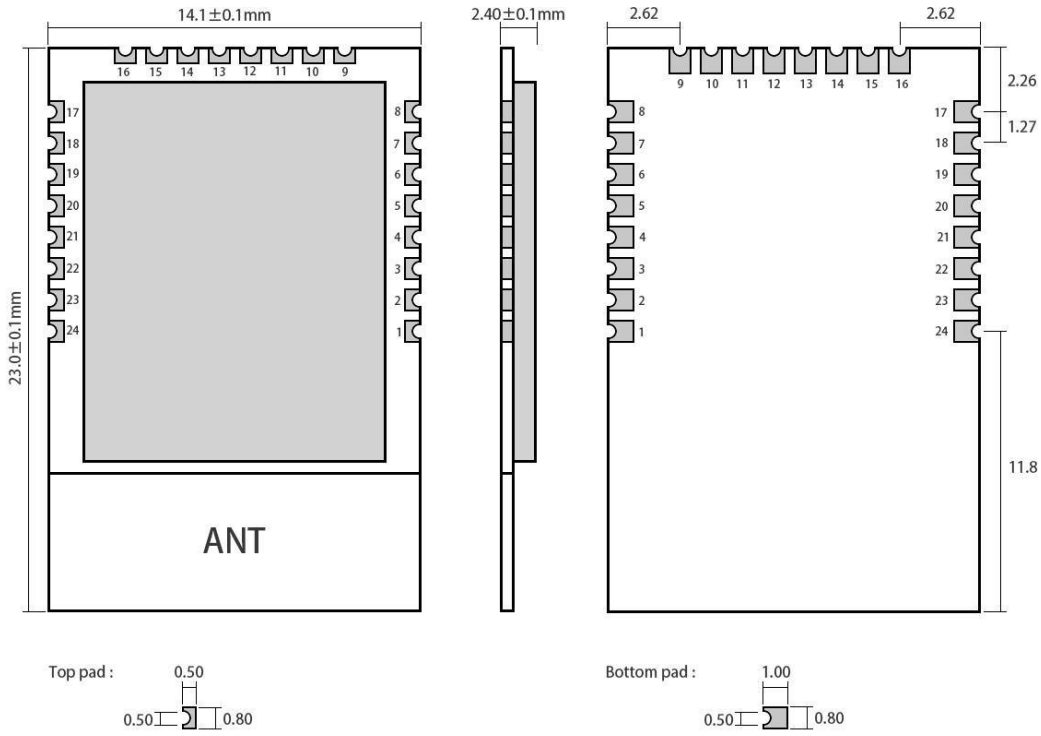 14.1±0.1mm
2.40±0.1mm
2.62
2.62
16 15 14 13 12 11 10 9
9 10 11 12 13 14 15 16
2.26
17 8
8 17
1.27
18 7
7 18
19 6
6 19
20 5
5 20
21 4
4 21
22 3
3 22
23 2
2 23
24 1
1 24
23.0±0.1mm
11.8
ANT
Top pad : 0.50
0.50 0.80
Bottom pad : 1.00
0.50 0.80